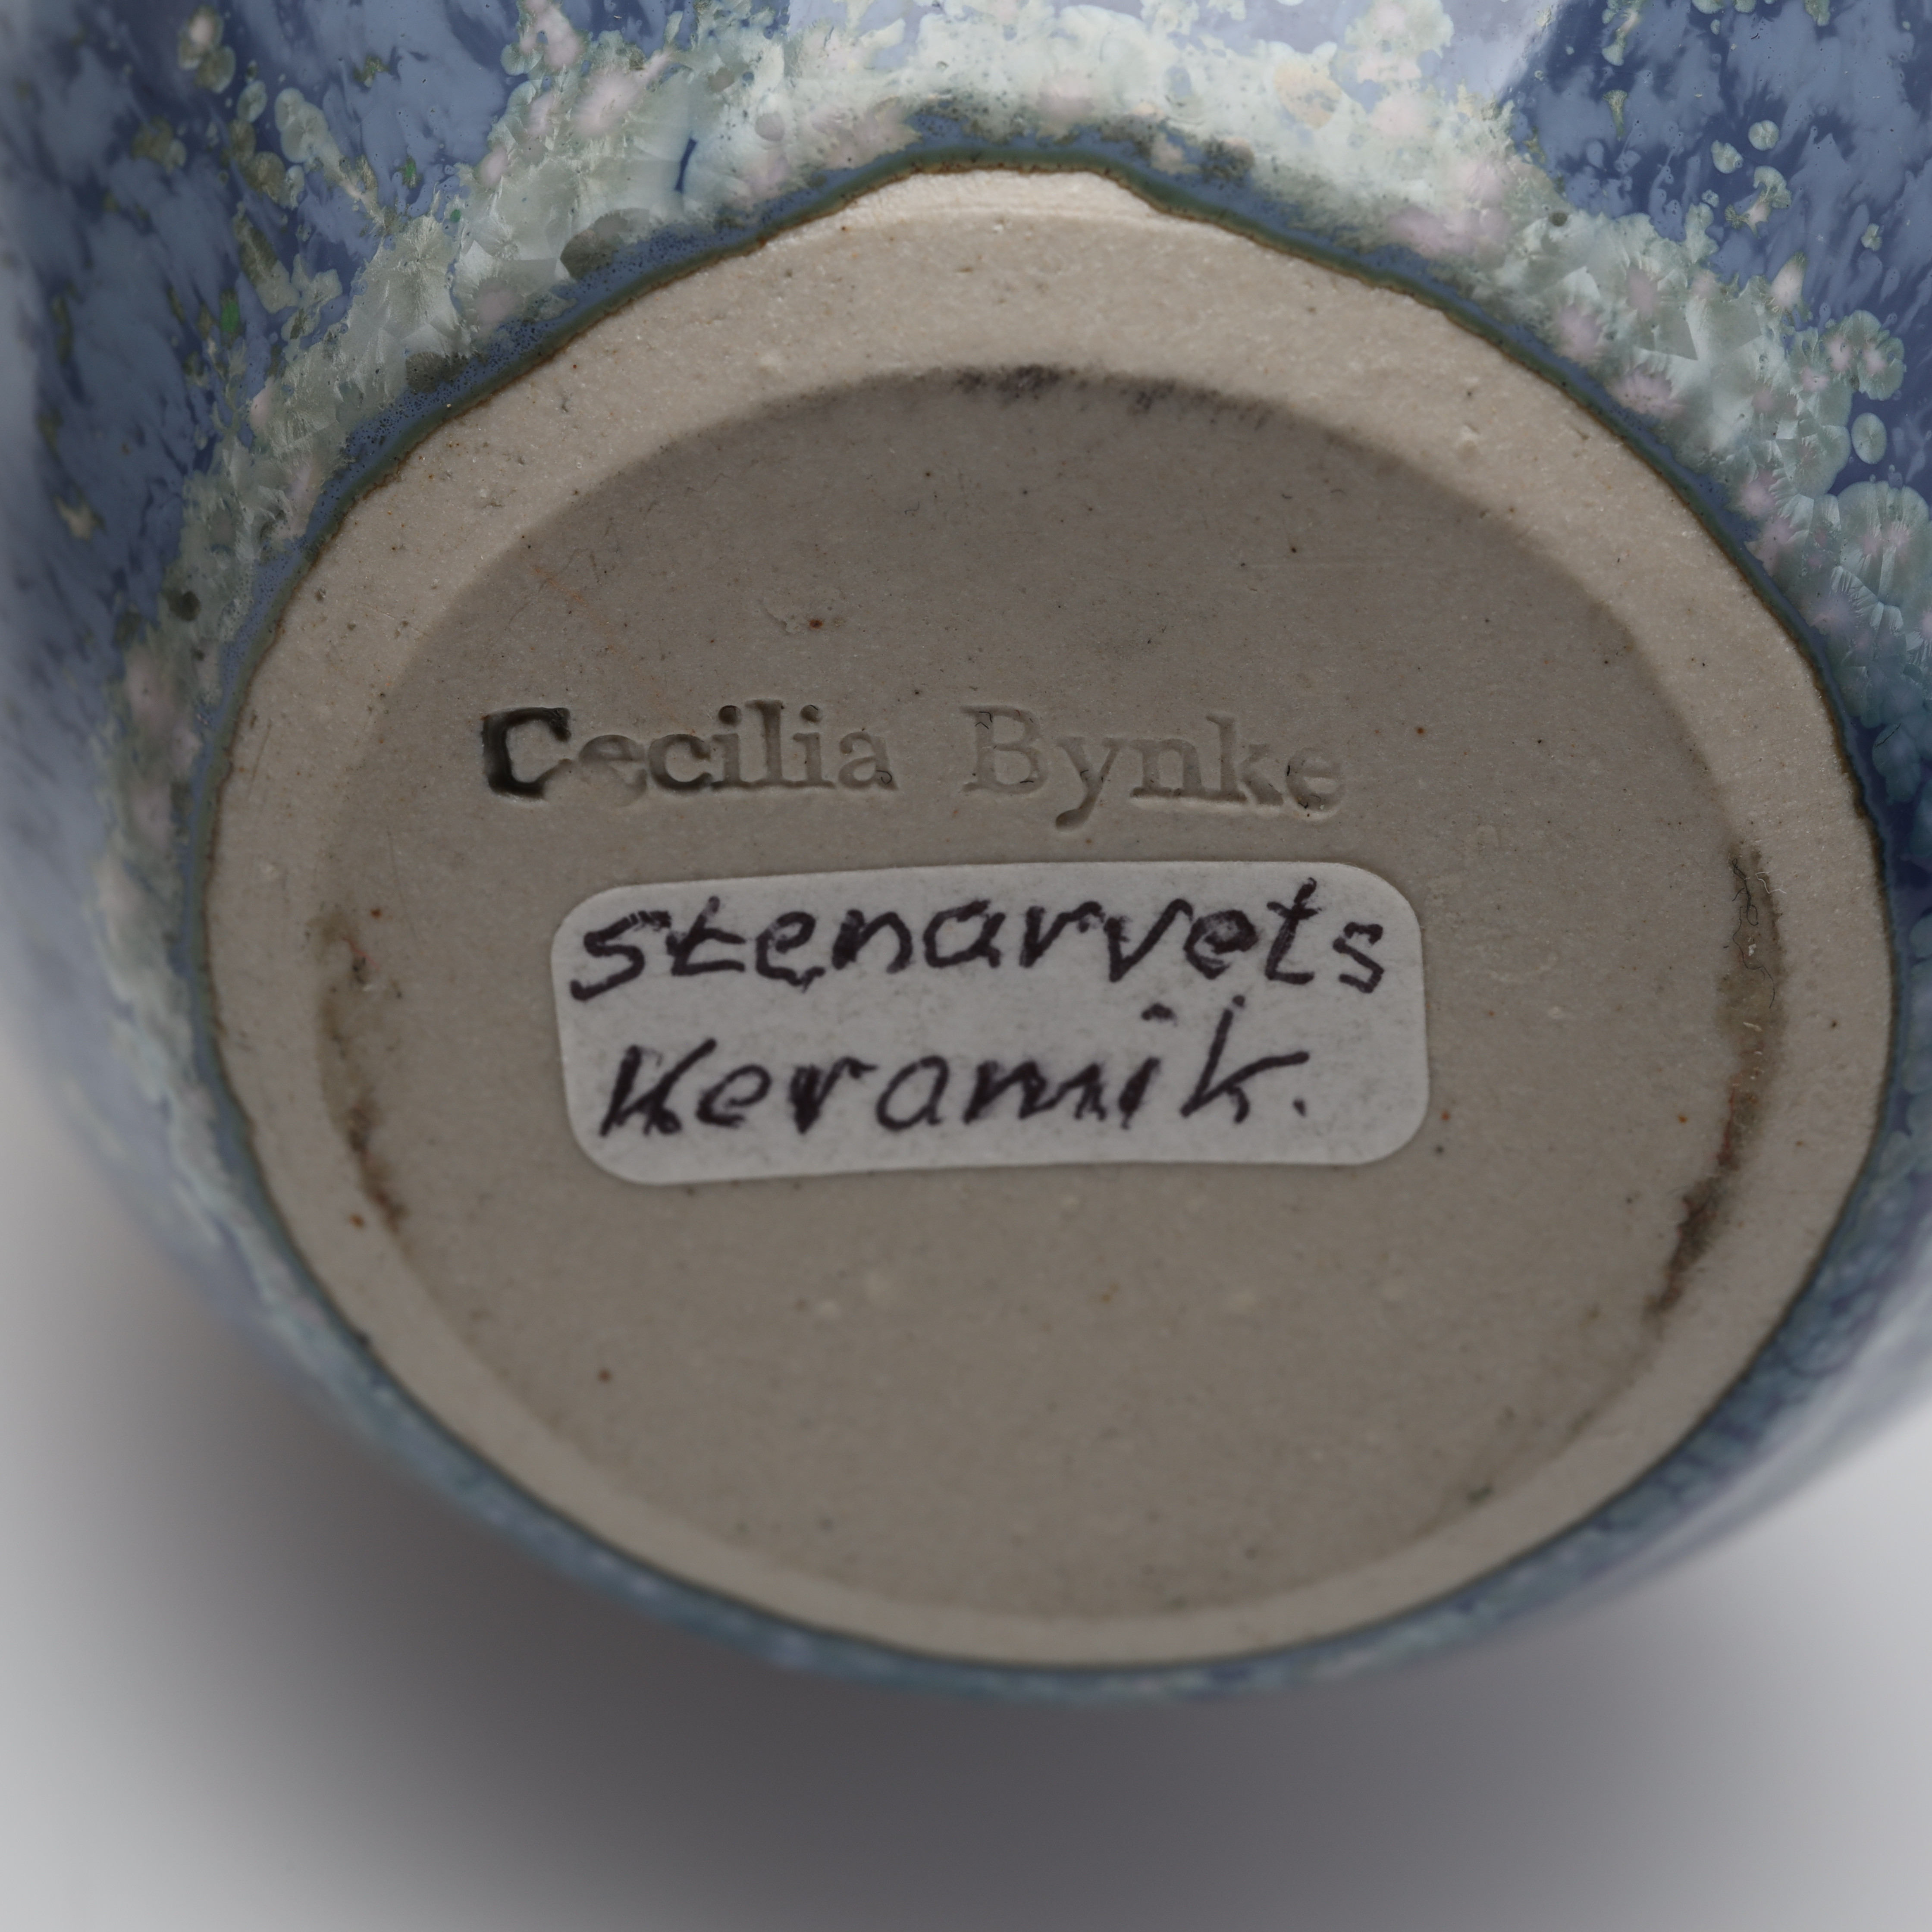 Cecilia Bynke
stenarvets
Keramik.